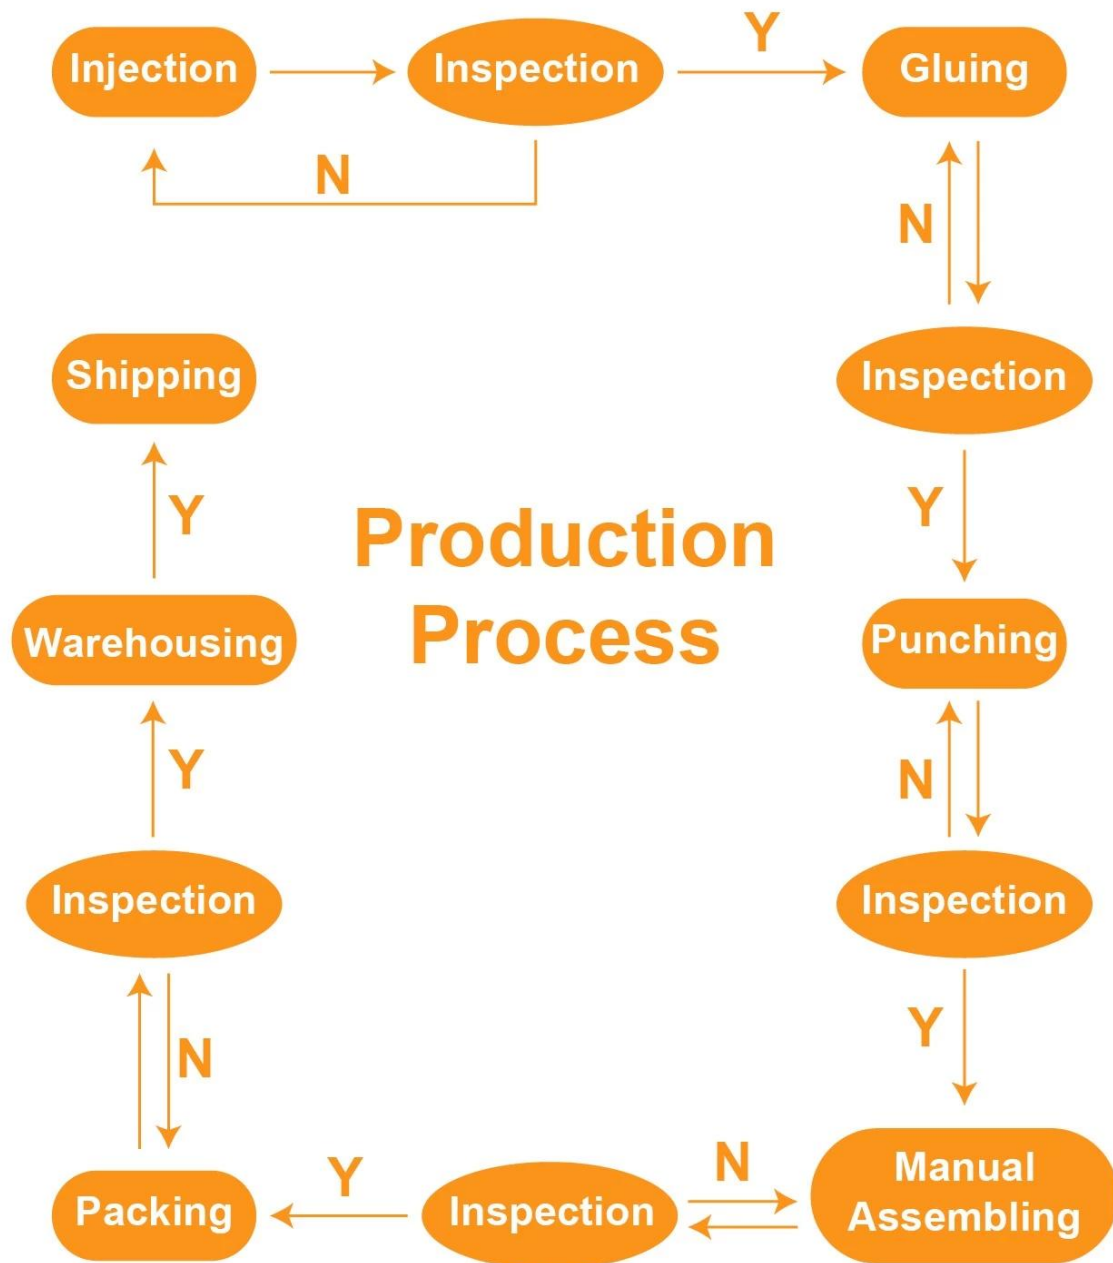 Injection
Inspection
Y
Gluing
N
N
Inspection
Y
Punching
N
Inspection
Y
Manual
Assembling
N
Inspection
Y
Packing
N
Inspection
Y
Warehousing
Y
Shipping
Production
Process